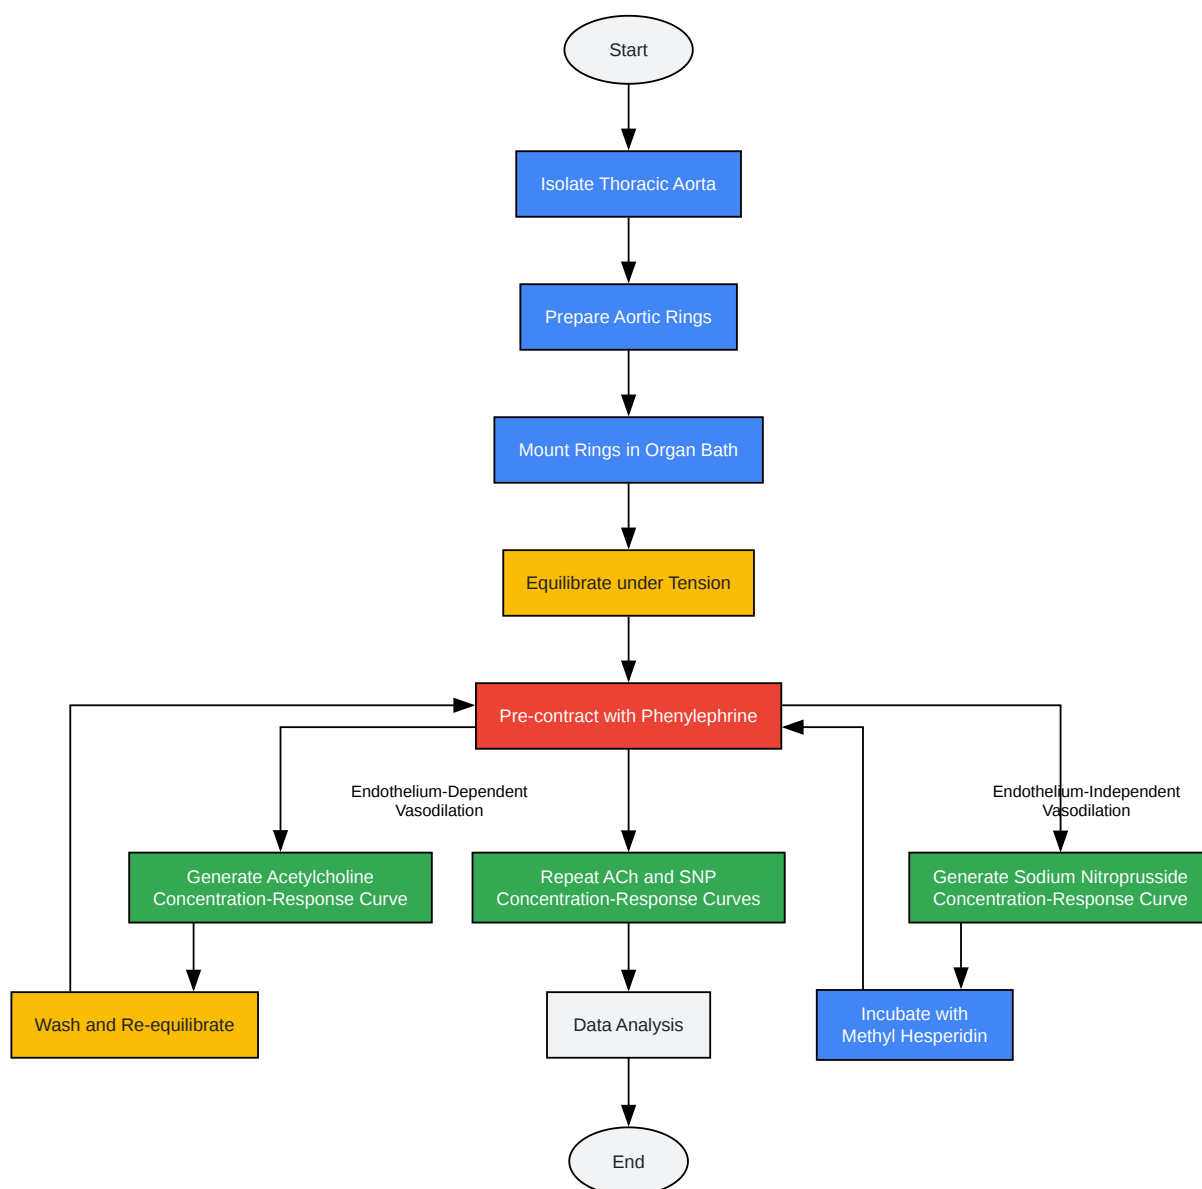 Start
Isolate Thoracic Aorta
Prepare Aortic Rings
Mount Rings in Organ Bath
Equilibrate under Tension
Pre-contract with Phenylephrine
Endothelium-Dependent
Vasodilation
Endothelium-Independent
Vasodilation
Generate Acetylcholine
Concentration-Response Curve
Repeat ACh and SNP
Concentration-Response Curves
Generate Sodium Nitroprusside
Concentration-Response Curve
Wash and Re-equilibrate
Data Analysis
Incubate with
Methyl Hesperidin
End